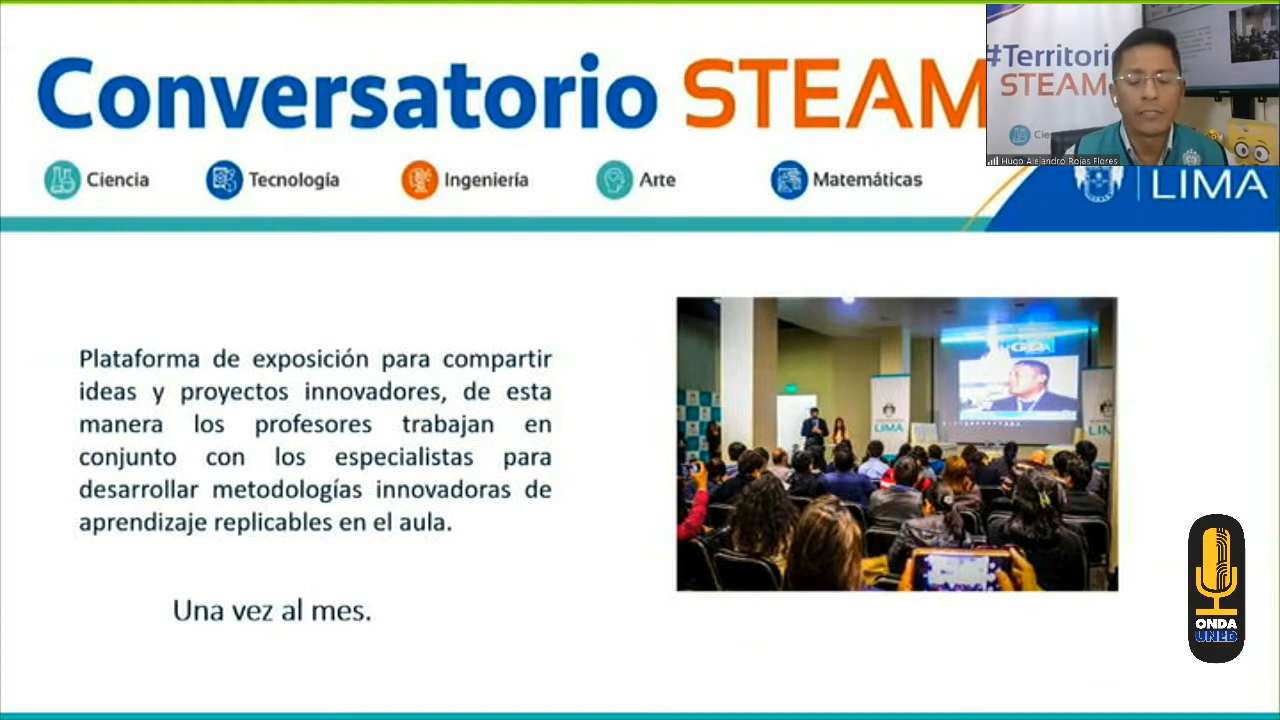 Conversatorio STEAM
#Territorio
STEAM
Hugo Alejandro Rojas Flores
Ciencia
Tecnología
Ingeniería
Arte
Matemáticas
LIMA
Plataforma de exposición para compartir
ideas y proyectos innovadores, de esta
manera los profesores trabajan en
conjunto con los especialistas para
desarrollar metodologías innovadoras de
aprendizaje replicables en el aula.
Una vez al mes.
LIMA
ONDA
UNED